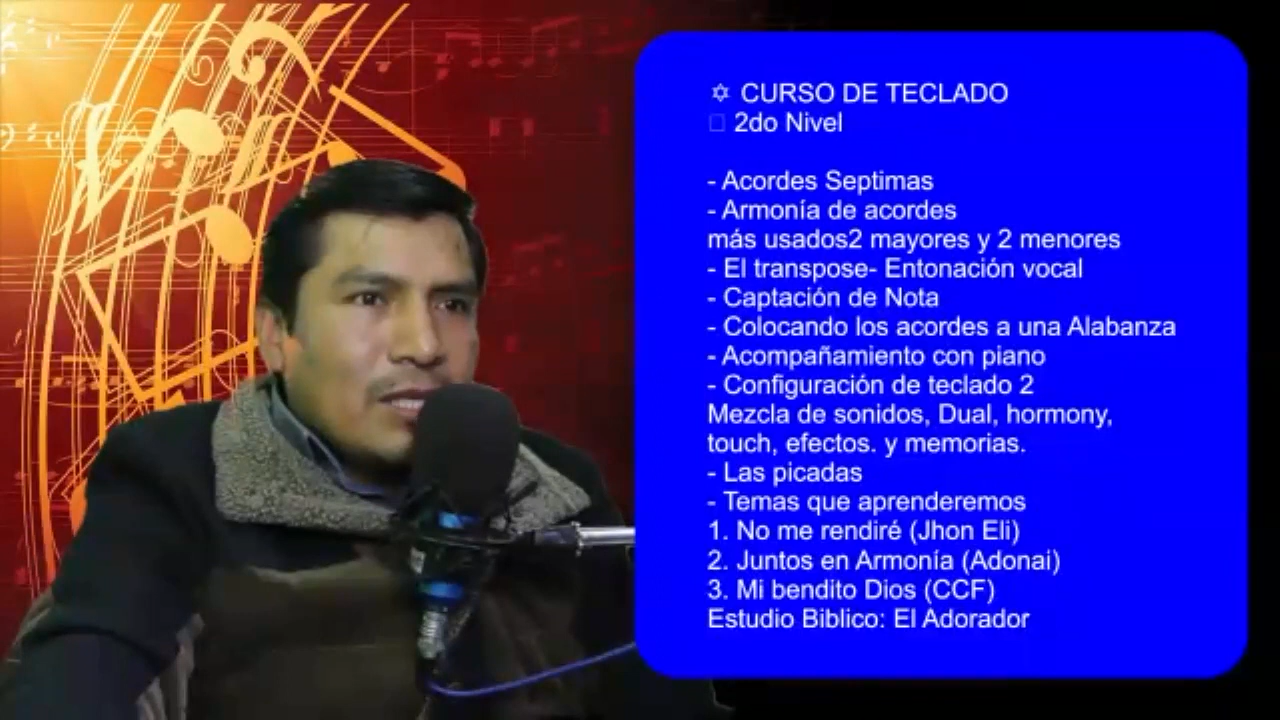 ✡ CURSO DE TECLADO
2do Nivel
- Acordes Septimas
- Armonía de acordes
más usados2 mayores y 2 menores
- El transpose- Entonación vocal
- Captación de Nota
- Colocando los acordes a una Alabanza
- Acompañamiento con piano
- Configuración de teclado 2
Mezcla de sonidos, Dual, hormony,
touch, efectos. y memorias.
- Las picadas
- Temas que aprenderemos
1. No me rendiré (Jhon Eli)
2. Juntos en Armonía (Adonai)
3. Mi bendito Dios (CCF)
Estudio Biblico: El Adorador